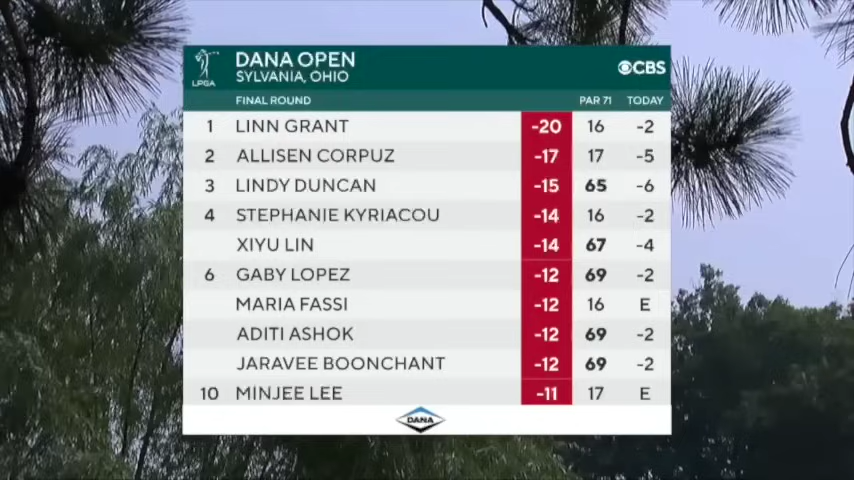 DANA OPEN
SYLVANIA, OHIO
LPGA
CBS
FINAL ROUND PAR 71 TODAY
1 LINN GRANT -20 16 -2
2 ALLISEN CORPUZ -17 17 -5
3 LINDY DUNCAN -15 65 -6
4 STEPHANIE KYRIACOU -14 16 -2
XIYU LIN -14 67 -4
6 GABY LOPEZ -12 69 -2
MARIA FASSI -12 16 E
ADITI ASHOK -12 69 -2
JARAVEE BOONCHANT -12 69 -2
10 MINJEE LEE -11 17 E
DANA